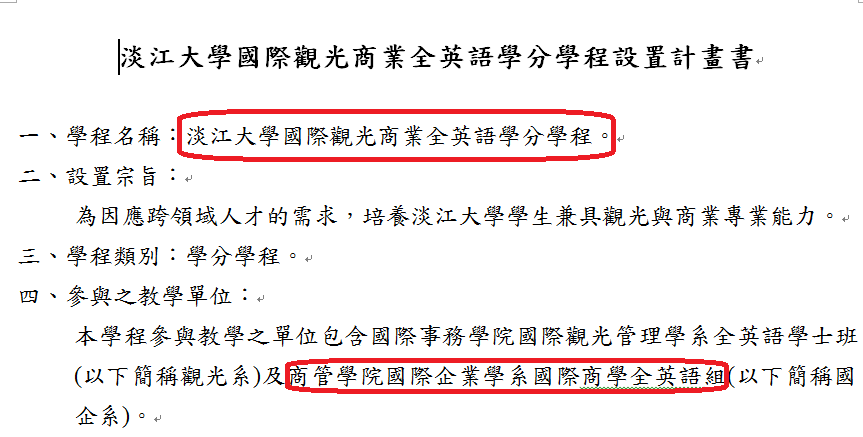 淡江大學國際觀光商業全英語學分學程設置計畫書
一、學程名稱：淡江大學國際觀光商業全英語學分學程。
二、設置宗旨：
為因應跨領域人才的需求，培養淡江大學學生兼具觀光與商業專業能力。
三、學程類別：學分學程。
四、參與之教學單位：
本學程參與教學之單位包含國際事務學院國際觀光管理學系全英語學士班
(以下簡稱觀光系)及商管學院國際企業學系國際商學全英語組(以下簡稱國
企系)。